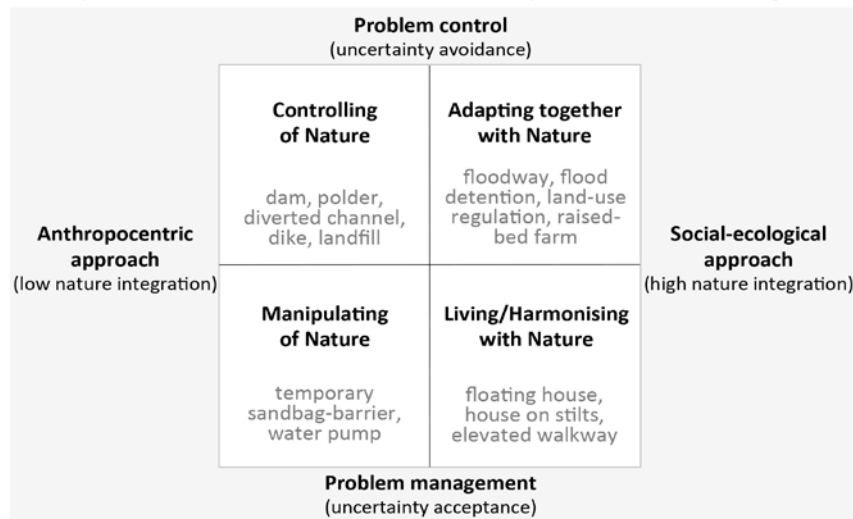 Problem control
(uncertainty avoidance)
Controlling
of Nature
dam, polder,
diverted channel,
dike, landfill
Adapting together
with Nature
floodway, flood
detention, land-use
regulation, raised-
bed farm
Anthropocentric
approach
(low nature integration)
Social-ecological
approach
(high nature integration)
Manipulating
of Nature
temporary
sandbag-barrier,
water pump
Living/Harmonising
with Nature
floating house,
house on stilts,
elevated walkway
Problem management
(uncertainty acceptance)